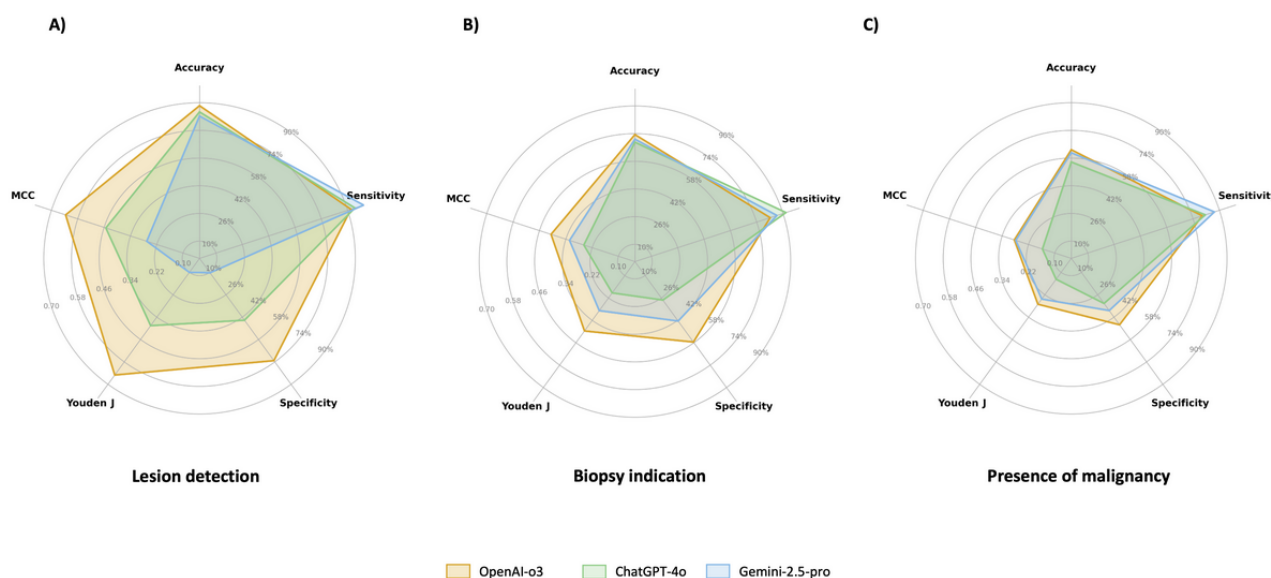 A)
B)
C)
Accuracy
Accuracy
Accuracy
90%
74%
58%
42%
26%
10%
Sensitivity
MCC
10%
26%
42%
58%
74%
90%
0.10
0.22
0.34
0.46
0.58
0.70
Youden J
Specificity
90%
74%
58%
42%
26%
10%
Sensitivity
MCC
10%
26%
42%
58%
74%
90%
0.10
0.22
0.34
0.46
0.58
0.70
Youden J
Specificity
90%
74%
58%
42%
26%
10%
Sensitivit
MCC
10%
26%
42%
58%
74%
90%
0.10
0.22
0.34
0.46
0.58
0.70
Youden J
Specificity
Lesion detection
Biopsy indication
Presence of malignancy
OpenAI-o3
ChatGPT-4o
Gemini-2.5-pro